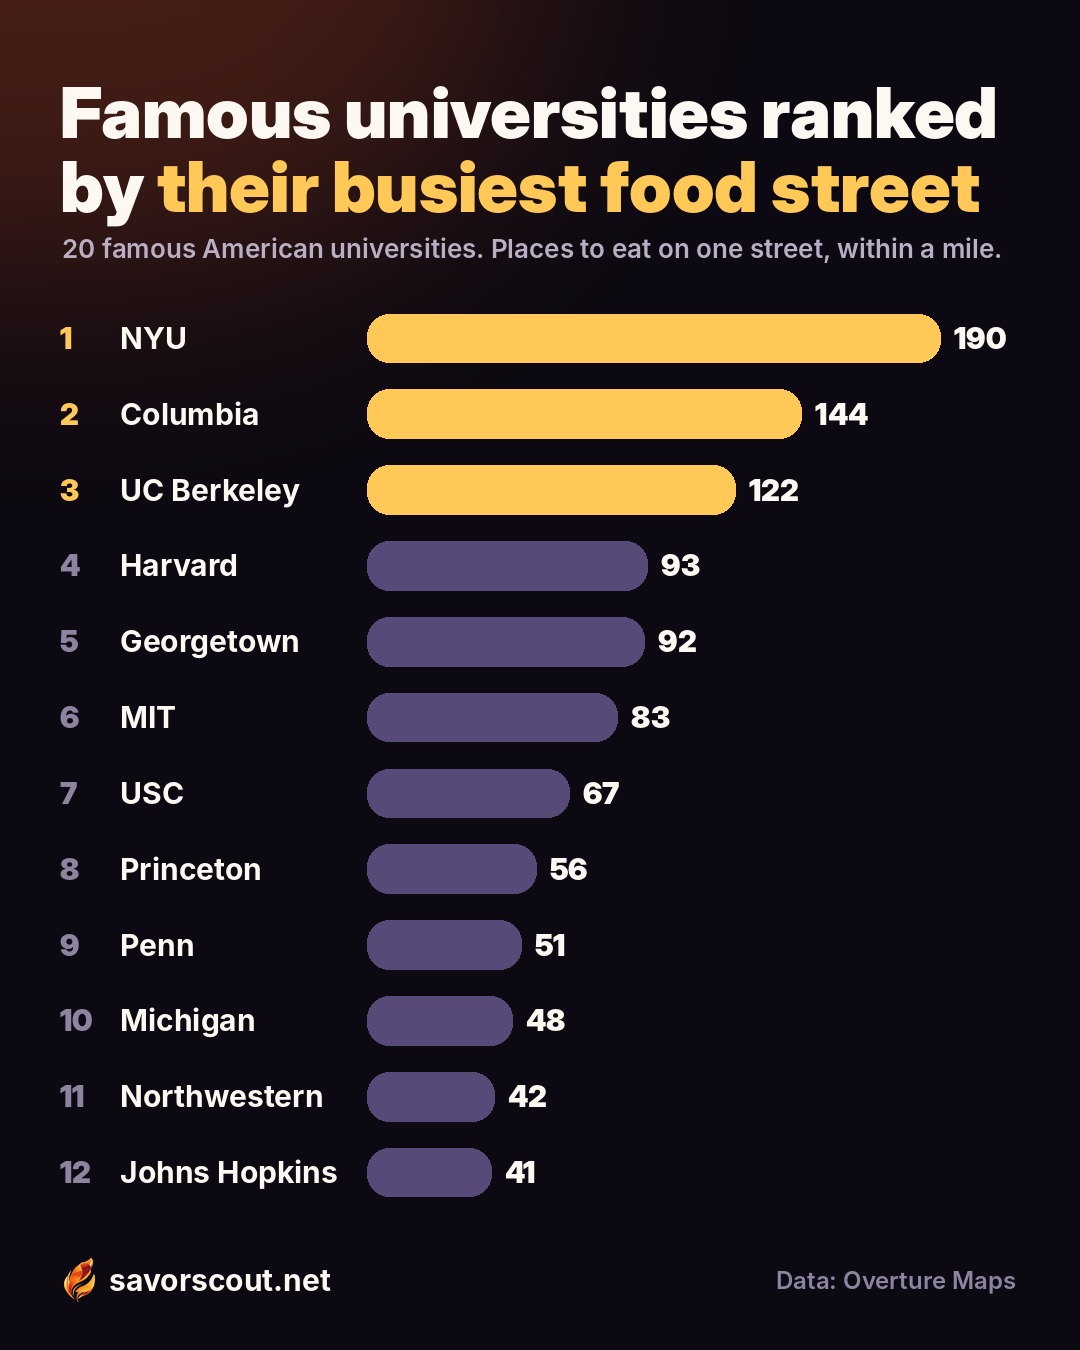 Famous universities ranked
by their busiest food street
20 famous American universities. Places to eat on one street, within a mile.
1 NYU 190
2 Columbia 144
3 UC Berkeley 122
4 Harvard 93
5 Georgetown 92
6 MIT 83
7 USC 67
8 Princeton 56
9 Penn 51
10 Michigan 48
11 Northwestern 42
12 Johns Hopkins 41
savorscout.net Data: Overture Maps